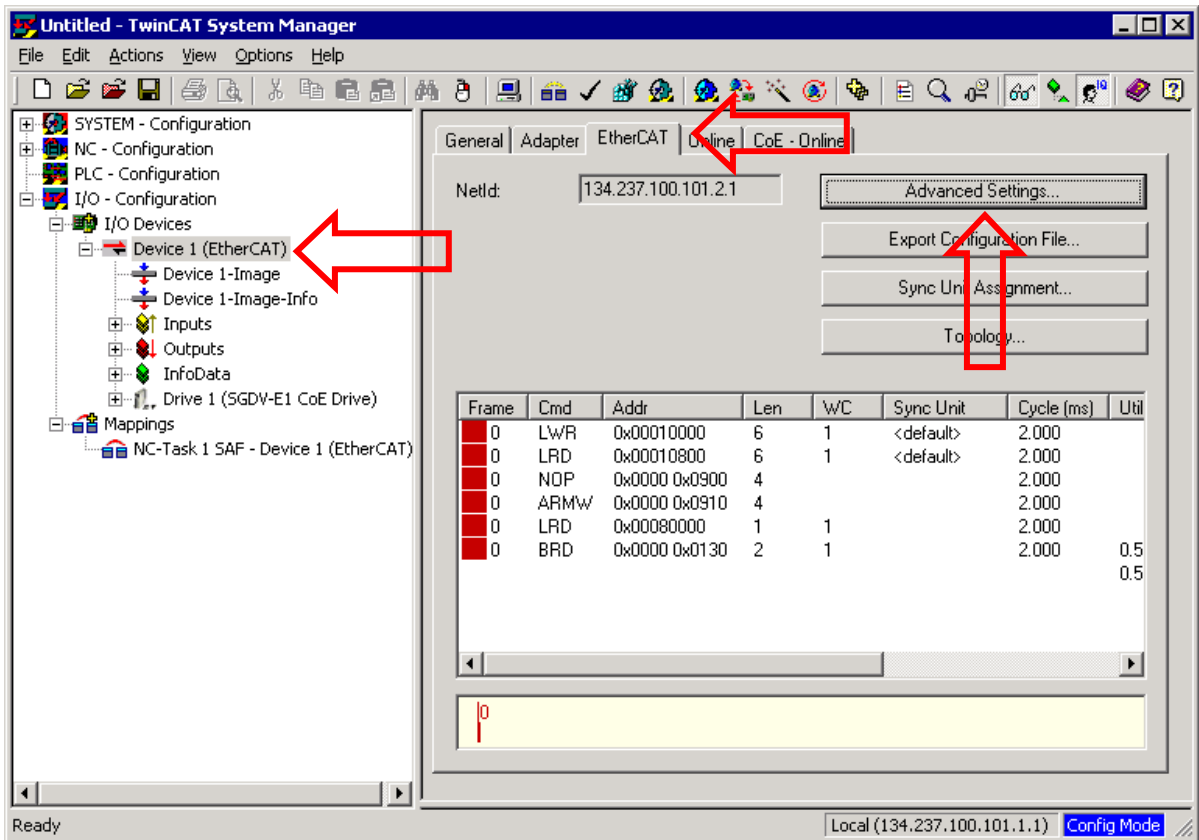 Untitled - TwinCAT System Manager
File Edit Actions View Options Help
SYSTEM - Configuration
NC - Configuration
PLC - Configuration
I/O - Configuration
I/O Devices
Device 1 (EtherCAT)
Device 1-Image
Device 1-Image-Info
Inputs
Outputs
InfoData
Drive 1 (SGDV-E1 CoE Drive)
Mappings
NC-Task 1 SAF - Device 1 (EtherCAT)
General Adapter EtherCAT Online CoE - Online
NetId: 134.237.100.101.2.1 Advanced Settings...
Export Configuration File...
Sync Unit Assignment...
Topology...
Frame Cmd Addr Len WC Sync Unit Cycle (ms) Util
0 LWR 0x00010000 6 1 <default> 2.000
0 LRD 0x00010800 6 1 <default> 2.000
0 NOP 0x0000 0x0900 4 2.000
0 ARMW 0x0000 0x0910 4 2.000
0 LRD 0x00080000 1 1 2.000
0 BRD 0x0000 0x0130 2 1 2.000 0.5
0.5
0
Ready Local (134.237.100.101.1.1) Config Mode